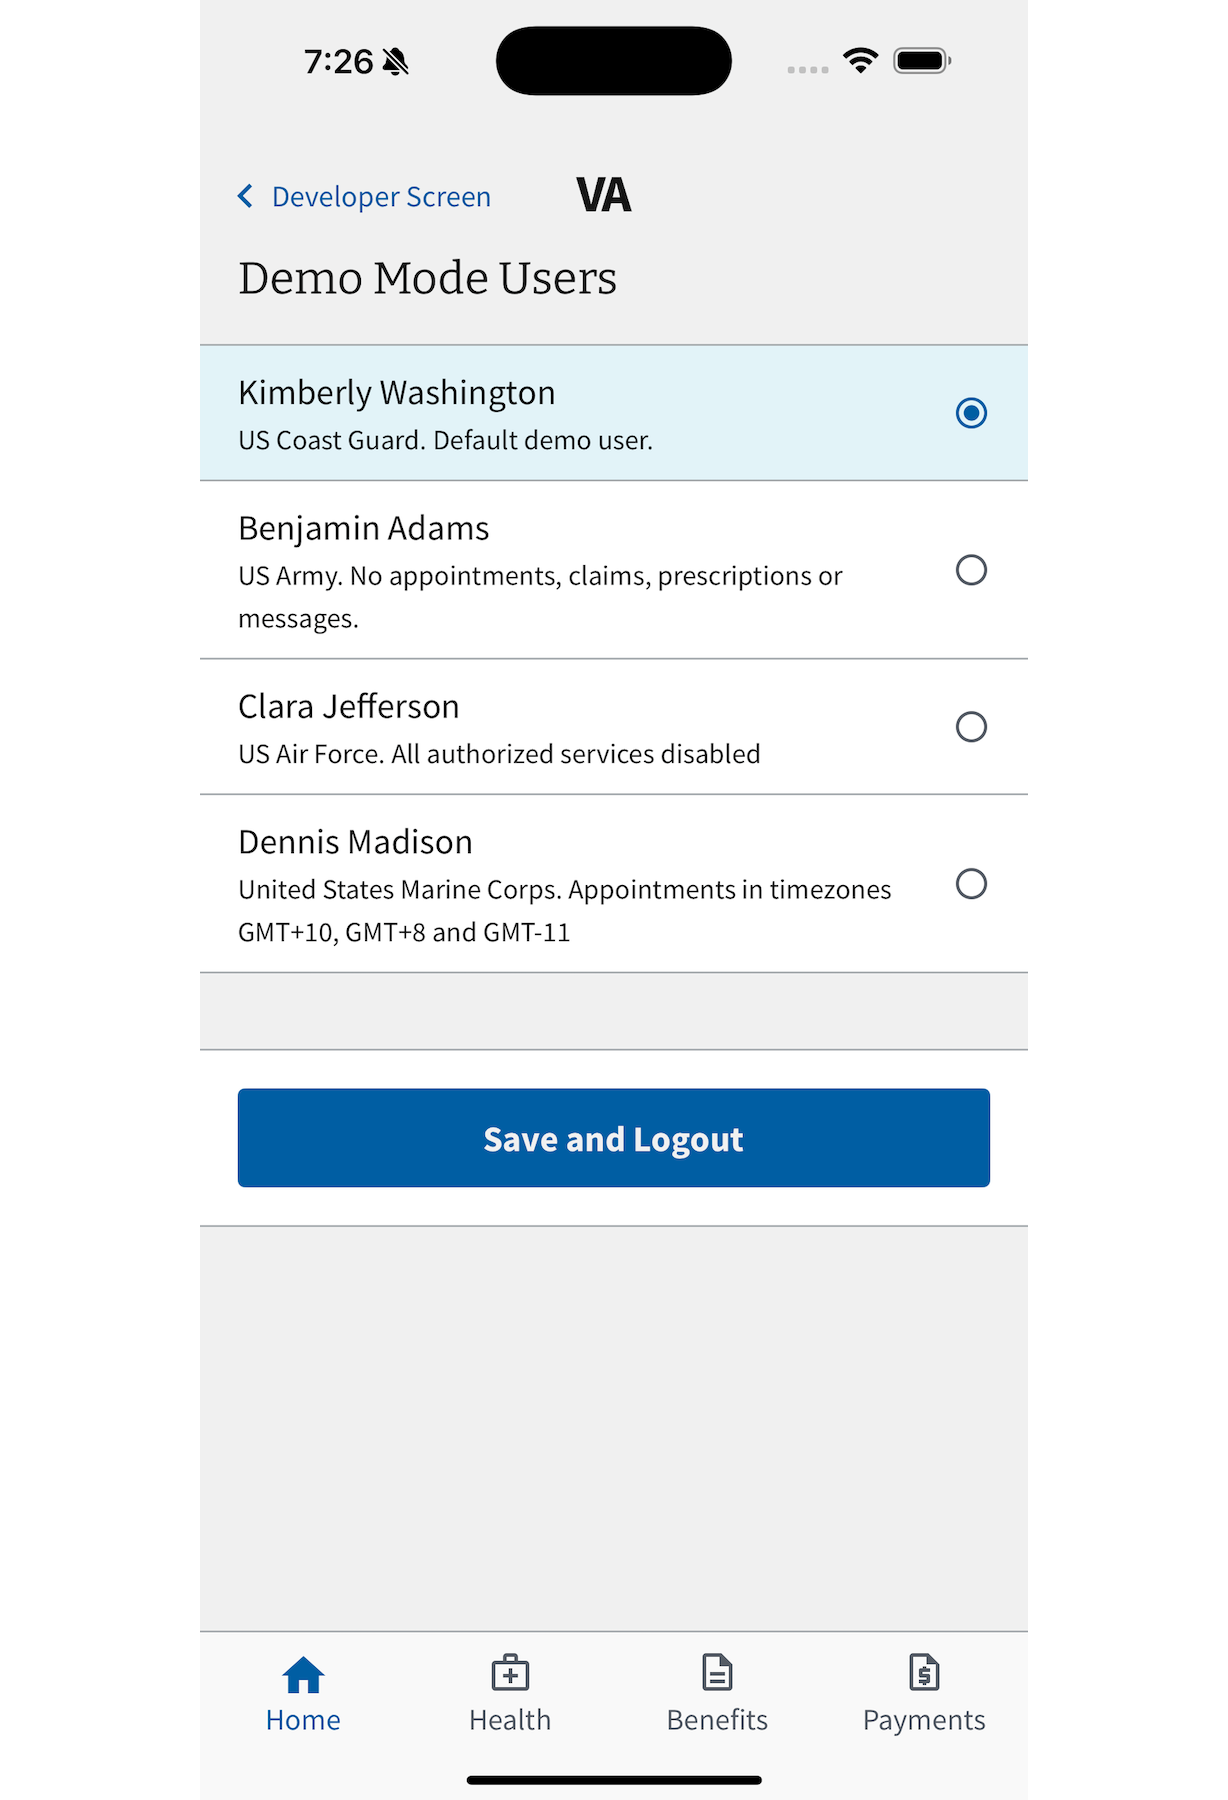 7:26
Developer Screen
VA
Demo Mode Users
Kimberly Washington
US Coast Guard. Default demo user.
Benjamin Adams
US Army. No appointments, claims, prescriptions or
messages.
Clara Jefferson
US Air Force. All authorized services disabled
Dennis Madison
United States Marine Corps. Appointments in timezones
GMT+10, GMT+8 and GMT-11
Save and Logout
Home
Health
Benefits
Payments